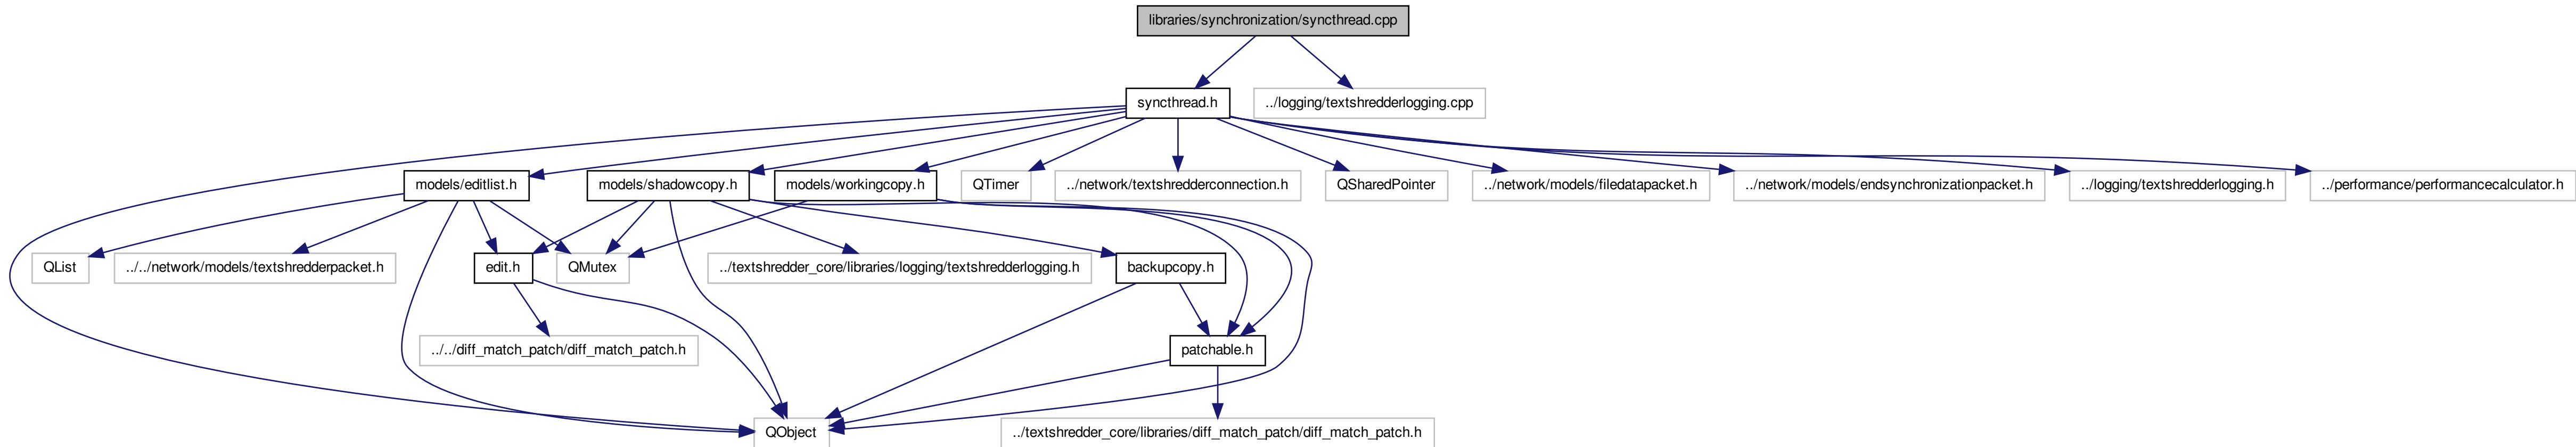 libraries/synchronization/syncthread.cpp
syncthread.h
../logging/textshredderlogging.cpp
models/editlist.h
models/shadowcopy.h
models/workingcopy.h
QTimer
../network/textshredderconnection.h
QSharedPointer
../network/models/filedatapacket.h
../network/models/endsynchronizationpacket.h
../logging/textshredderlogging.h
../performance/performancecalculator.h
QList
../../network/models/textshredderpacket.h
edit.h
QMutex
../textshredder_core/libraries/logging/textshredderlogging.h
backupcopy.h
../../diff_match_patch/diff_match_patch.h
patchable.h
QObject
../textshredder_core/libraries/diff_match_patch/diff_match_patch.h